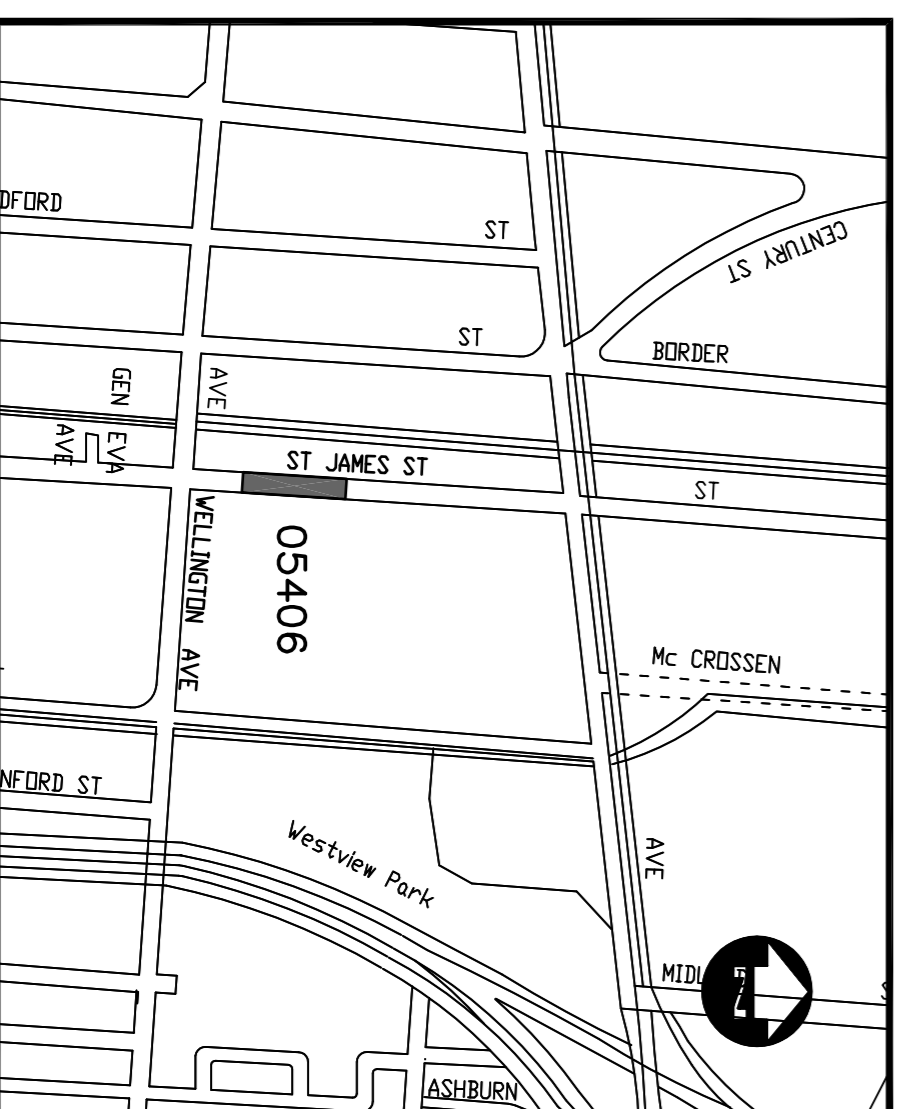 DFORD
ST
CENTURY ST
ST
BORDER
GEN
AVE
EVA
AVE
ST JAMES ST
ST
WELLINGTON AVE
05406
Mc CROSSEN
NFORD ST
Westview Park
AVE
ASHBURN